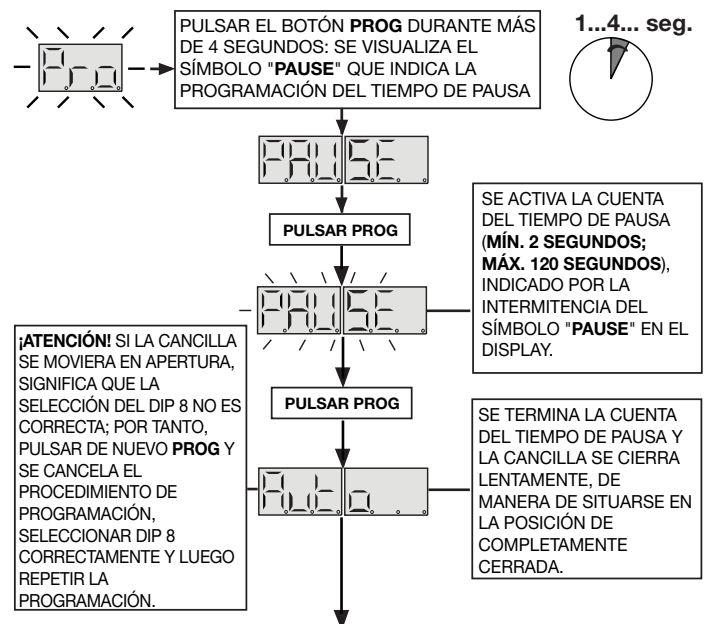 Pro
PULSAR EL BOTÓN PROG DURANTE MÁS
DE 4 SEGUNDOS: SE VISUALIZA EL
SÍMBOLO "PAUSE" QUE INDICA LA
PROGRAMACIÓN DEL TIEMPO DE PAUSA
1...4... seg.
PAUSE
PULSAR PROG
SE ACTIVA LA CUENTA
DEL TIEMPO DE PAUSA
(MÍN. 2 SEGUNDOS;
MÁX. 120 SEGUNDOS),
INDICADO POR LA
INTERMITENCIA DEL
SÍMBOLO "PAUSE" EN EL
DISPLAY.
PAUSE
¡ATENCIÓN! SI LA CANCILLA
SE MOVIERA EN APERTURA,
SIGNIFICA QUE LA
SELECCIÓN DEL DIP 8 NO ES
CORRECTA; POR TANTO,
PULSAR DE NUEVO PROG Y
SE CANCELA EL
PROCEDIMIENTO DE
PROGRAMACIÓN,
SELECCIONAR DIP 8
CORRECTAMENTE Y LUEGO
REPETIR LA
PROGRAMACIÓN.
PULSAR PROG
Auto
SE TERMINA LA CUENTA
DEL TIEMPO DE PAUSA Y
LA CANCILLA SE CIERRA
LENTAMENTE, DE
MANERA DE SITUARSE EN
LA POSICIÓN DE
COMPLETAMENTE
CERRADA.